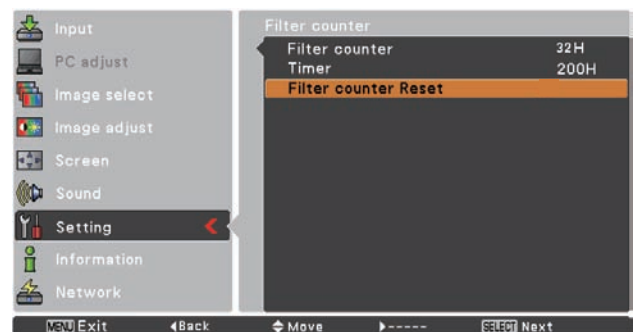 Input
PC adjust
Image select
Image adjust
Screen
Sound
Setting
Information
Network
Filter counter
Filter counter 32H
Timer 200H
Filter counter Reset
MENU Exit ◀Back Move ▶----- SELECT Next